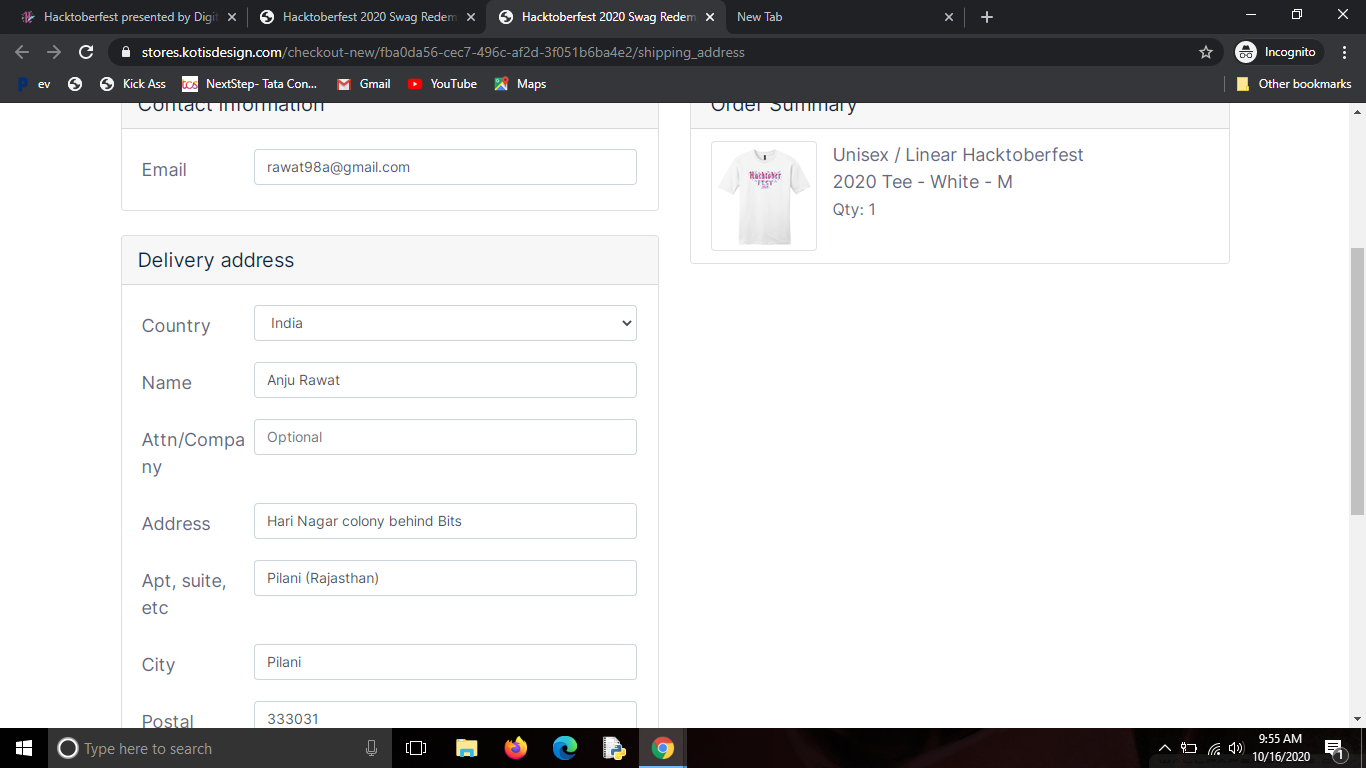 Hacktoberfest presented by Digit
Hacktoberfest 2020 Swag Redem
Hacktoberfest 2020 Swag Redem
New Tab
stores.kotisdesign.com/checkout-new/fba0da56-cec7-496c-af2d-3f051b6ba4e2/shipping_address
Incognito
ev
Kick Ass
tcs
NextStep- Tata Con...
Gmail
YouTube
Maps
Other bookmarks
Contact information
Email
rawat98a@gmail.com
Delivery address
Country
India
Name
Anju Rawat
Attn/Compa
ny
Optional
Address
Hari Nagar colony behind Bits
Apt, suite,
etc
Pilani (Rajasthan)
City
Pilani
Postal
333031
Order Summary
Hacktober
FEST
Unisex / Linear Hacktoberfest
2020 Tee - White - M
Qty: 1
Type here to search
9:55 AM
10/16/2020
1